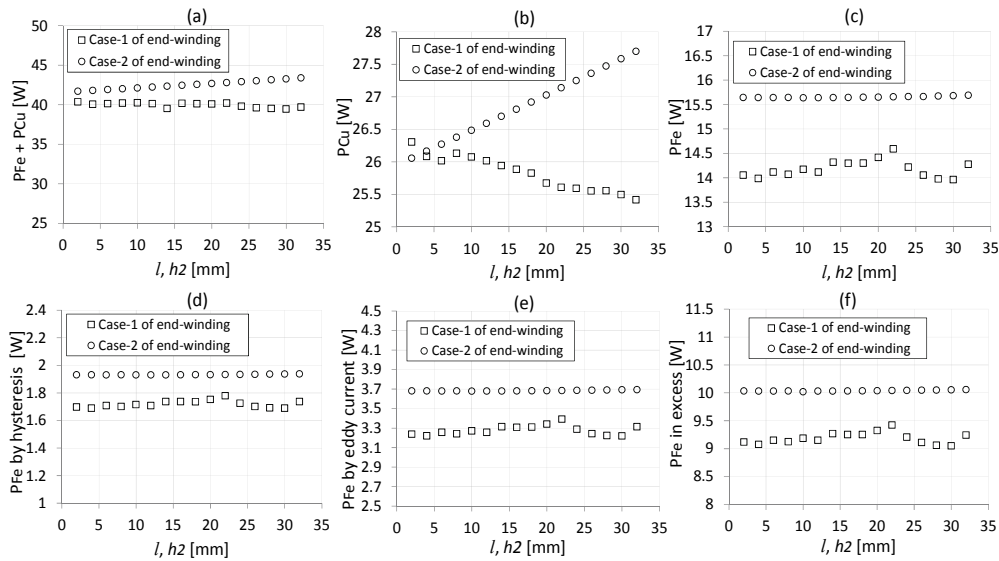 (a)
PFe + PCu [W]
50
45
40
35
30
25
Case-1 of end-winding
Case-2 of end-winding
0 5 10 15 20 25 30 35
l, h2 [mm]
(b)
PCu [W]
28
27.5
27
26.5
26
25.5
25
Case-1 of end-winding
Case-2 of end-winding
0 5 10 15 20 25 30 35
l, h2 [mm]
(c)
PFe [W]
17
16.5
16
15.5
15
14.5
14
13.5
13
Case-1 of end-winding
Case-2 of end-winding
0 5 10 15 20 25 30 35
l, h2 [mm]
(d)
PFe by hysteresis [W]
2.4
2.2
2
1.8
1.6
1.4
1.2
1
Case-1 of end-winding
Case-2 of end-winding
0 5 10 15 20 25 30 35
l, h2 [mm]
(e)
PFe by eddy current [W]
4.5
4.3
4.1
3.9
3.7
3.5
3.3
3.1
2.9
2.7
2.5
Case-1 of end-winding
Case-2 of end-winding
0 5 10 15 20 25 30 35
l, h2 [mm]
(f)
PFe in excess [W]
11.5
11
10.5
10
9.5
9
8.5
8
Case-1 of end-winding
Case-2 of end-winding
0 5 10 15 20 25 30 35
l, h2 [mm]